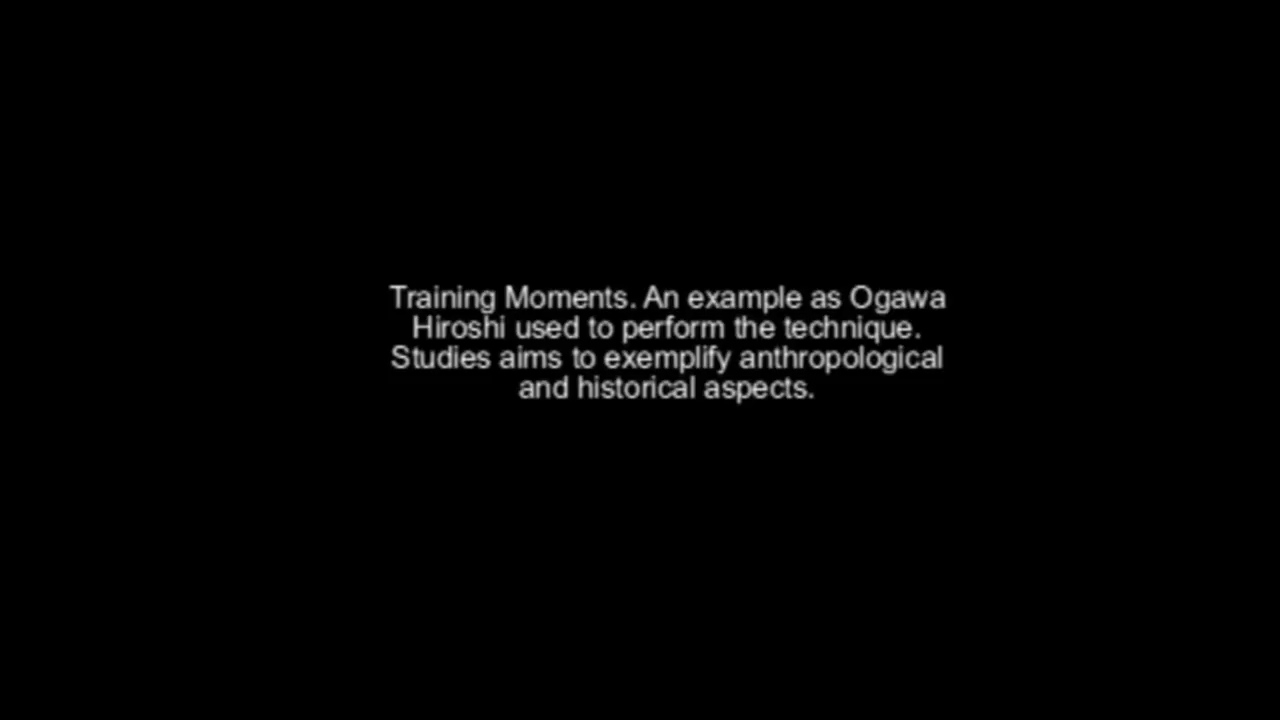 Training Moments. An example as Ogawa
Hiroshi used to perform the technique.
Studies aims to exemplify anthropological
and historical aspects.